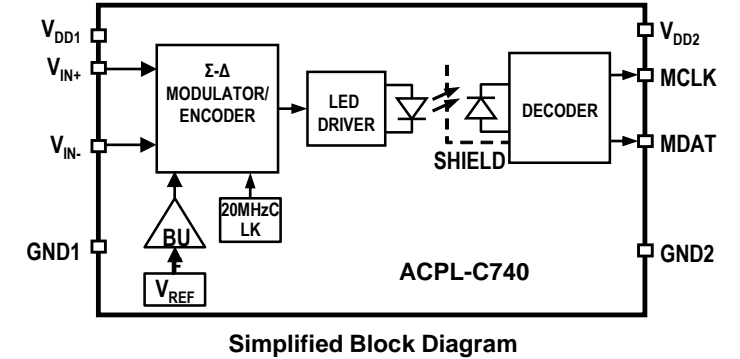 VDD1
VIN+
VIN-
GND1
Σ-Δ
MODULATOR/
ENCODER
20MHzC
LK
BU
F
VREF
LED
DRIVER
SHIELD
DECODER
ACPL-C740
VDD2
MCLK
MDAT
GND2
Simplified Block Diagram